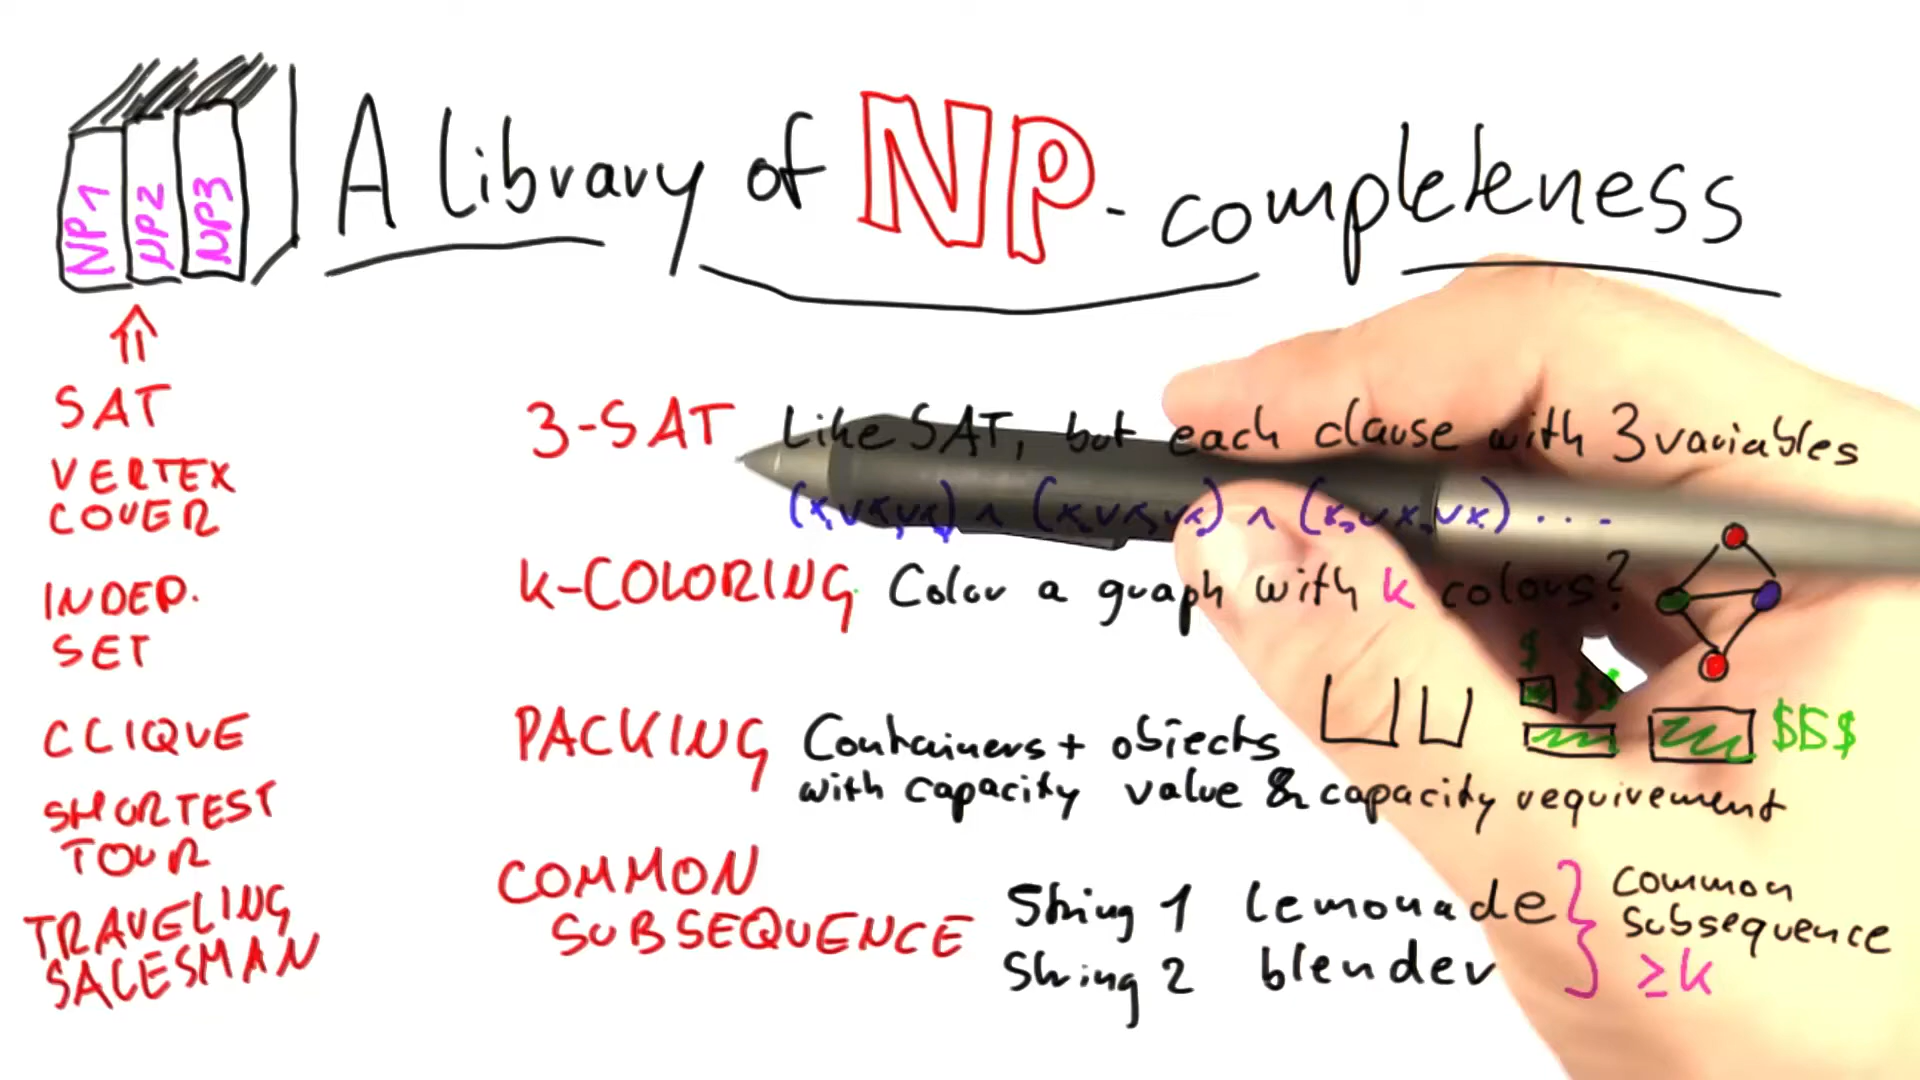 NP1 NP2 NP3
A library of NP-completeness
SAT
VERTEX
COVER
INDEP.
SET
CLIQUE
SHORTEST
TOUR
TRAVELING
SALESMAN
3-SAT Like SAT, but each clause with 3 variables
k-COLORING Color a graph with k colors?
PACKING Containers + objects
with capacity value & capacity requirement
$ $$ $$$
COMMON
SUBSEQUENCE
String 1 lemonade
String 2 blender
common
subsequence
≥k